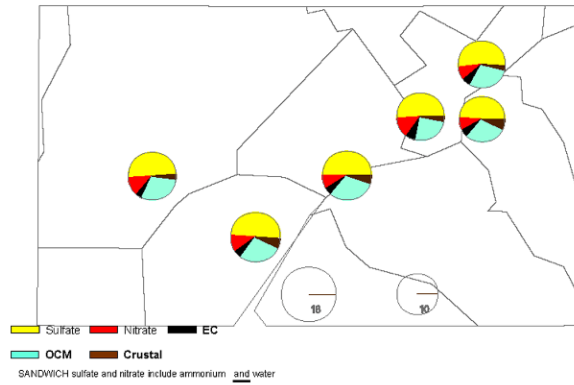 18 10
Sulfate Nitrate EC
OCM Crustal
SANDWICH sulfate and nitrate include ammonium and water